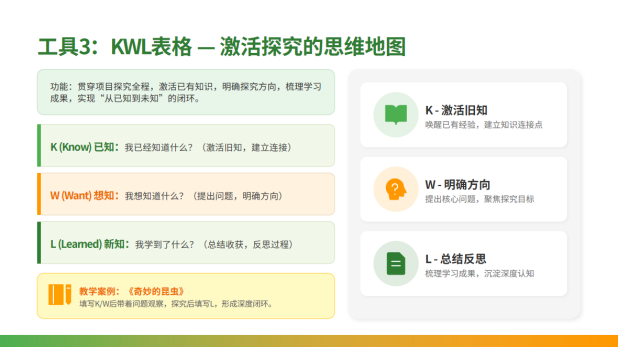 工具3：KWL表格 — 激活探究的思维地图
功能：贯穿项目探究全程，激活已有知识，明确探究方向，梳理学习
成果，实现“从已知到未知”的闭环。
K (Know) 已知：我已经知道什么？（激活旧知，建立连接）
W (Want) 想知：我想知道什么？（提出问题，明确方向）
L (Learned) 新知：我学到了什么？（总结收获，反思过程）
教学案例：《奇妙的昆虫》
填写K/W后带着问题观察，探究后填写L，形成深度闭环。
K - 激活旧知
唤醒已有经验，建立知识连接点
W - 明确方向
提出核心问题，聚焦探究目标
L - 总结反思
梳理学习成果，沉淀深度认知